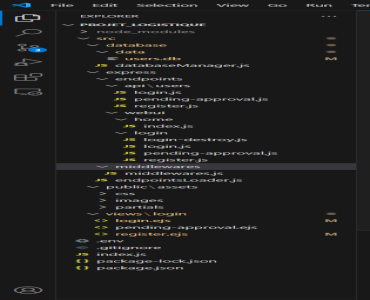 File Edit Selection View Go Run
EXPLORER ...
PROJET_LOGISTIQUE
node_modules
src
database
data
users.db M
databaseManager.js
express
endpoints
api\users
login.js
pending-approval.js
register.js
webui
home
index.js
login
login-destroy.js
login.js
pending-approval.js
register.js
middlewares
middlewares.js
endpointsLoader.js
public\assets
css
images
partials
views\login
login.ejs M
pending-approval.ejs
register.ejs M
.env
.gitignore
index.js
package-lock.json
package.json